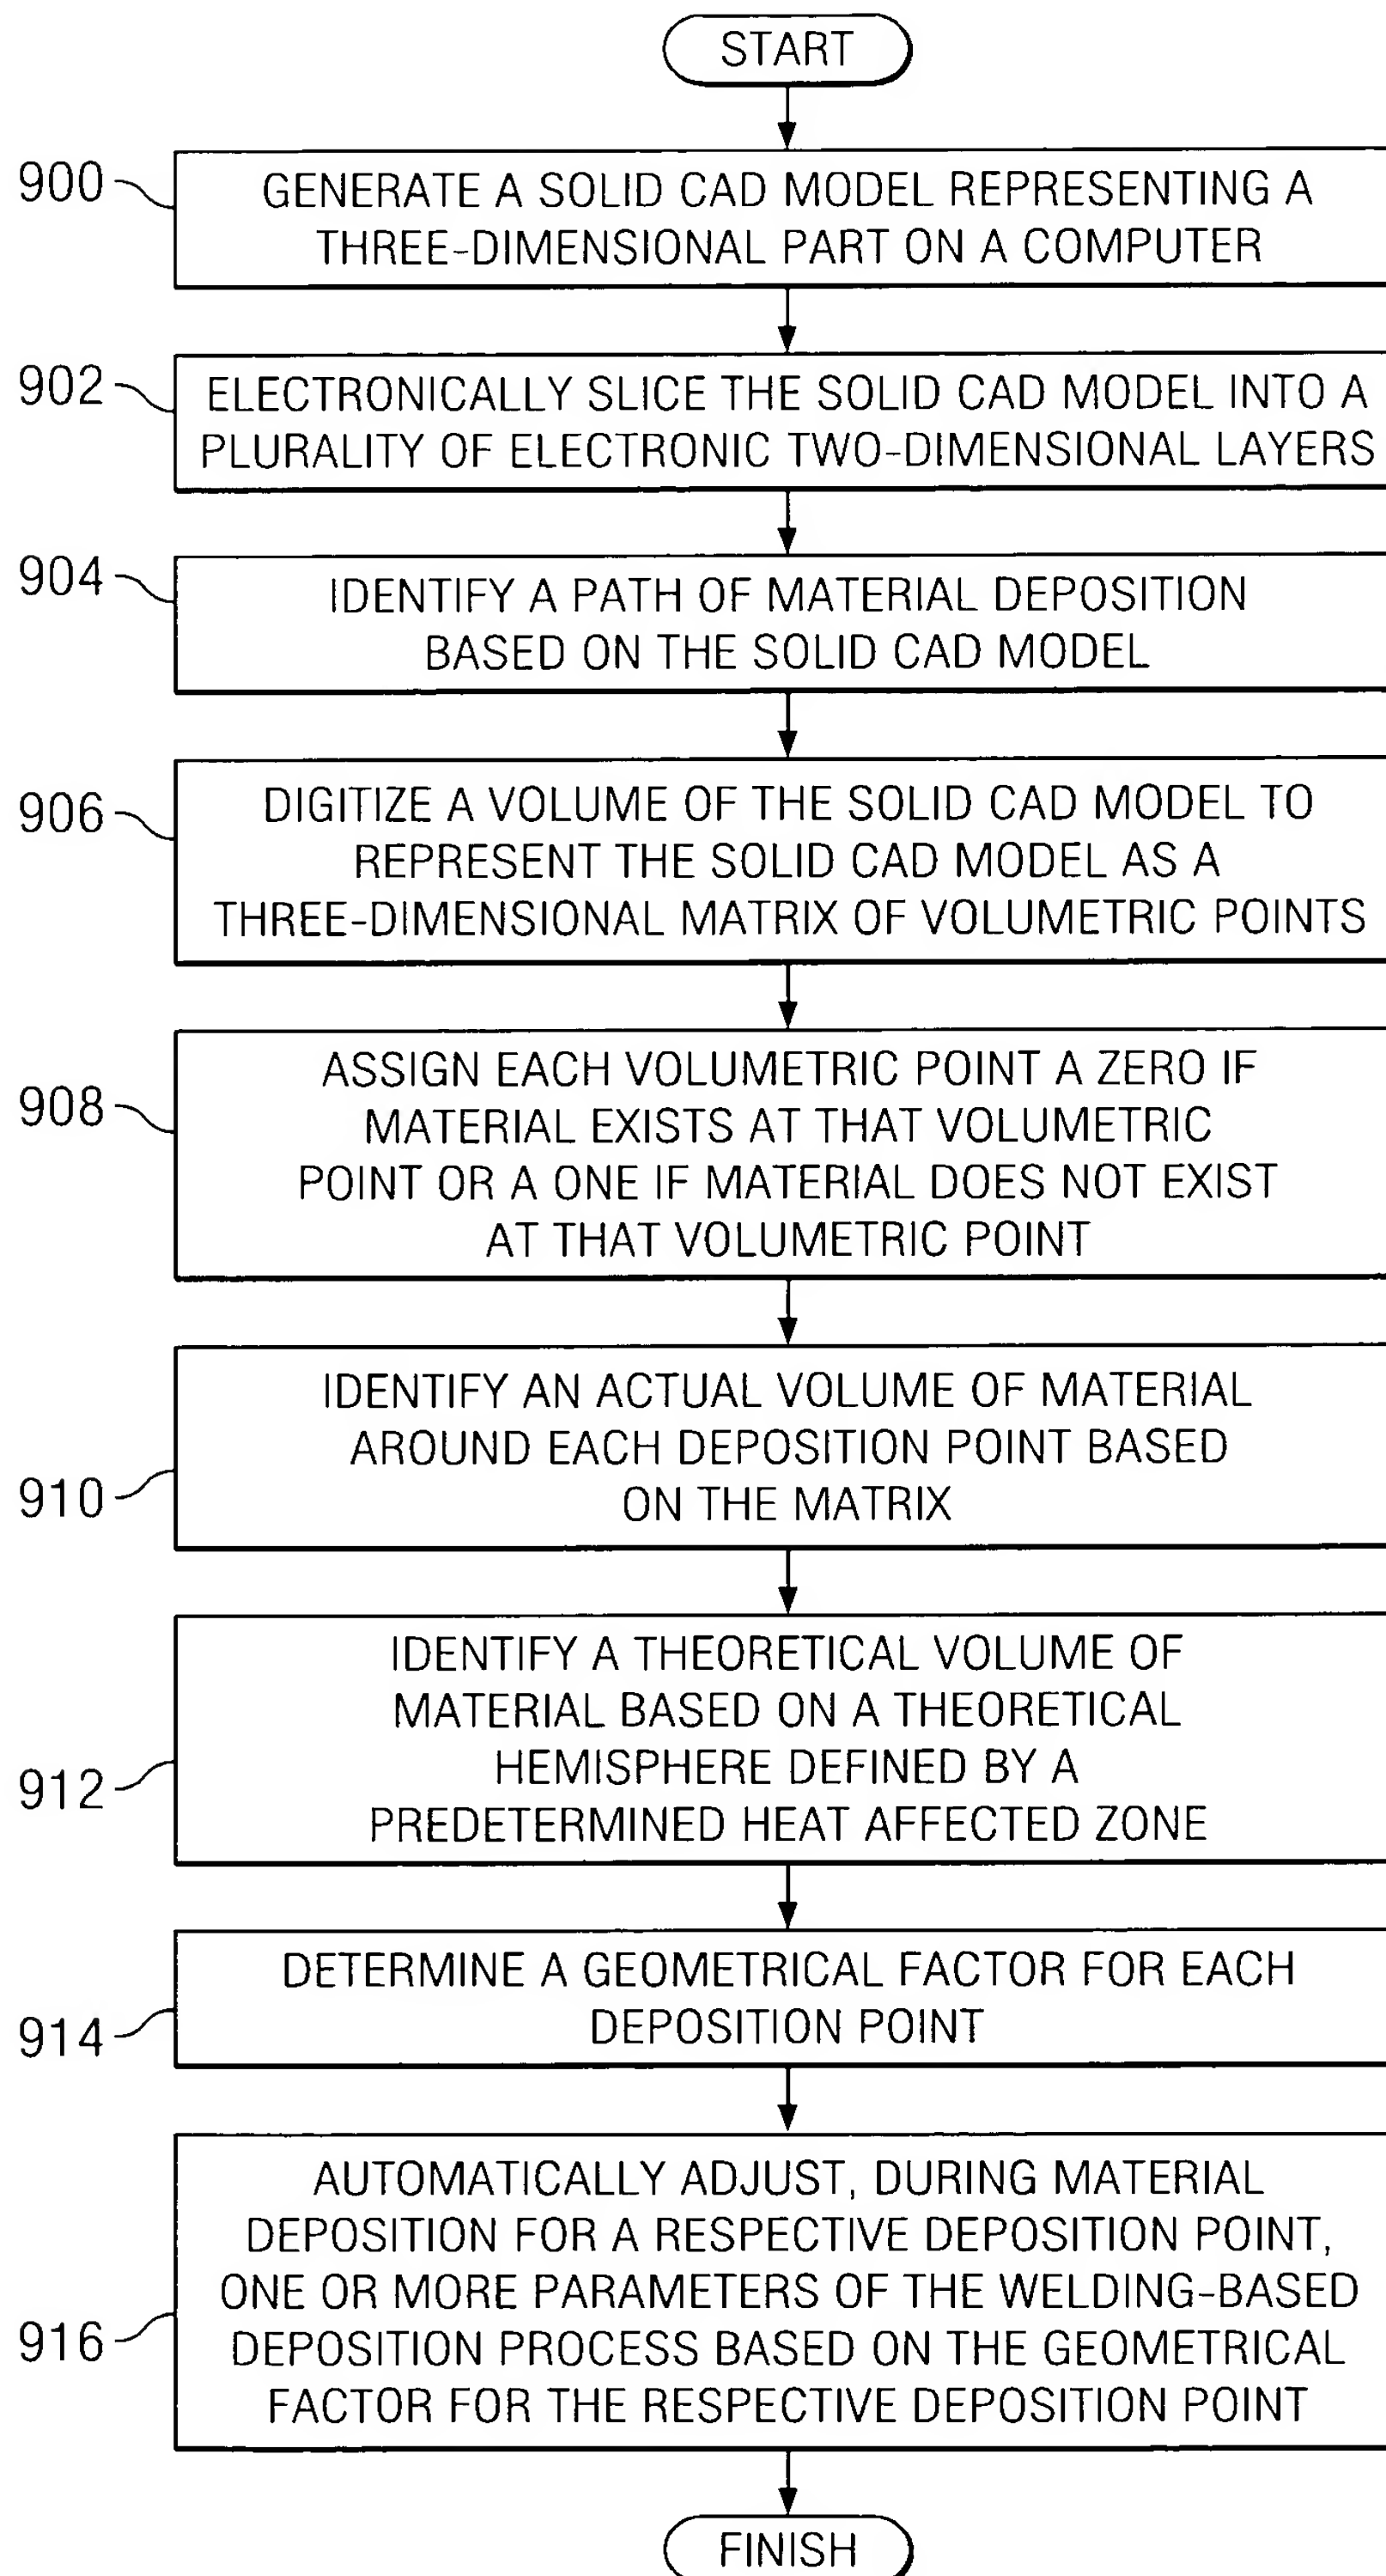 START
900
GENERATE A SOLID CAD MODEL REPRESENTING A
THREE-DIMENSIONAL PART ON A COMPUTER
902
ELECTRONICALLY SLICE THE SOLID CAD MODEL INTO A
PLURALITY OF ELECTRONIC TWO-DIMENSIONAL LAYERS
904
IDENTIFY A PATH OF MATERIAL DEPOSITION
BASED ON THE SOLID CAD MODEL
906
DIGITIZE A VOLUME OF THE SOLID CAD MODEL TO
REPRESENT THE SOLID CAD MODEL AS A
THREE-DIMENSIONAL MATRIX OF VOLUMETRIC POINTS
908
ASSIGN EACH VOLUMETRIC POINT A ZERO IF
MATERIAL EXISTS AT THAT VOLUMETRIC
POINT OR A ONE IF MATERIAL DOES NOT EXIST
AT THAT VOLUMETRIC POINT
910
IDENTIFY AN ACTUAL VOLUME OF MATERIAL
AROUND EACH DEPOSITION POINT BASED
ON THE MATRIX
912
IDENTIFY A THEORETICAL VOLUME OF
MATERIAL BASED ON A THEORETICAL
HEMISPHERE DEFINED BY A
PREDETERMINED HEAT AFFECTED ZONE
914
DETERMINE A GEOMETRICAL FACTOR FOR EACH
DEPOSITION POINT
916
AUTOMATICALLY ADJUST, DURING MATERIAL
DEPOSITION FOR A RESPECTIVE DEPOSITION POINT,
ONE OR MORE PARAMETERS OF THE WELDING-BASED
DEPOSITION PROCESS BASED ON THE GEOMETRICAL
FACTOR FOR THE RESPECTIVE DEPOSITION POINT
FINISH